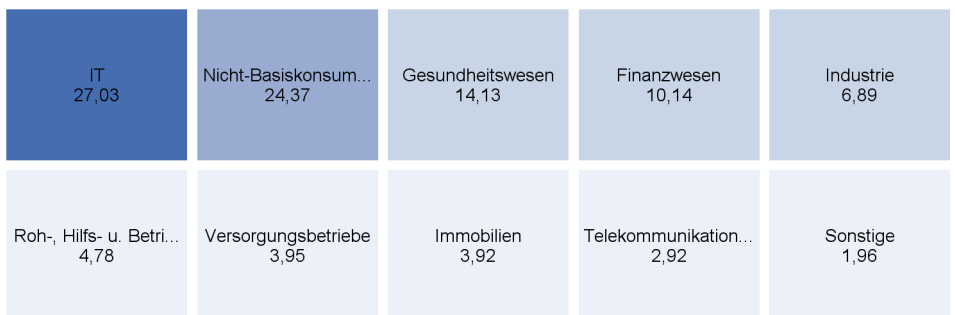 IT
27,03
Nicht-Basiskonsum...
24,37
Gesundheitswesen
14,13
Finanzwesen
10,14
Industrie
6,89
Roh-, Hilfs- u. Betri...
4,78
Versorgungsbetriebe
3,95
Immobilien
3,92
Telekommunikation...
2,92
Sonstige
1,96